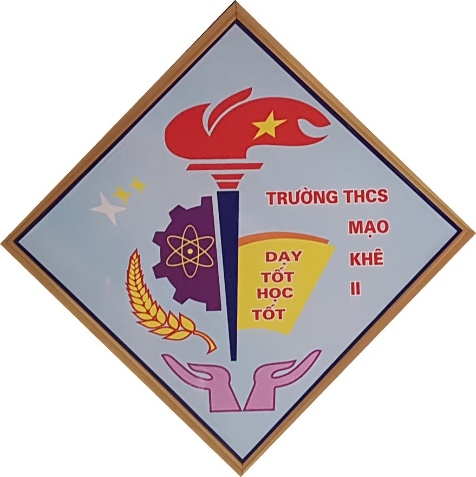 TRƯỜNG THCS
MẠO
KHÊ
II
DẠY
TỐT
HỌC
TỐT